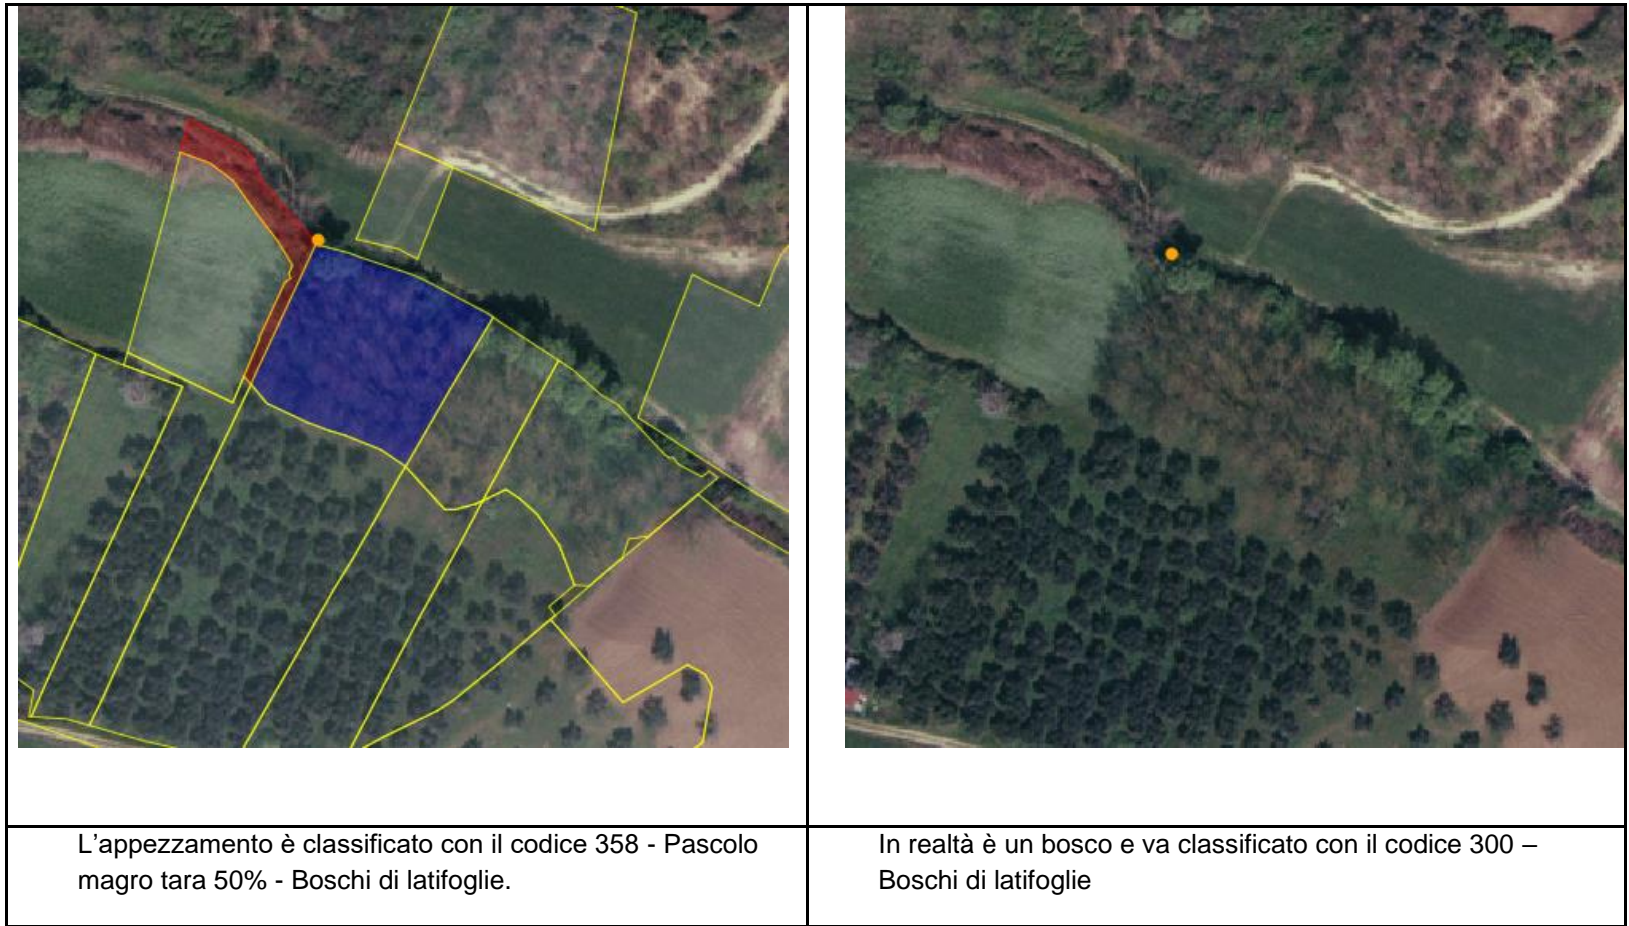 L’appezzamento è classificato con il codice 358 - Pascolo
magro tara 50% - Boschi di latifoglie.
In realtà è un bosco e va classificato con il codice 300 –
Boschi di latifoglie